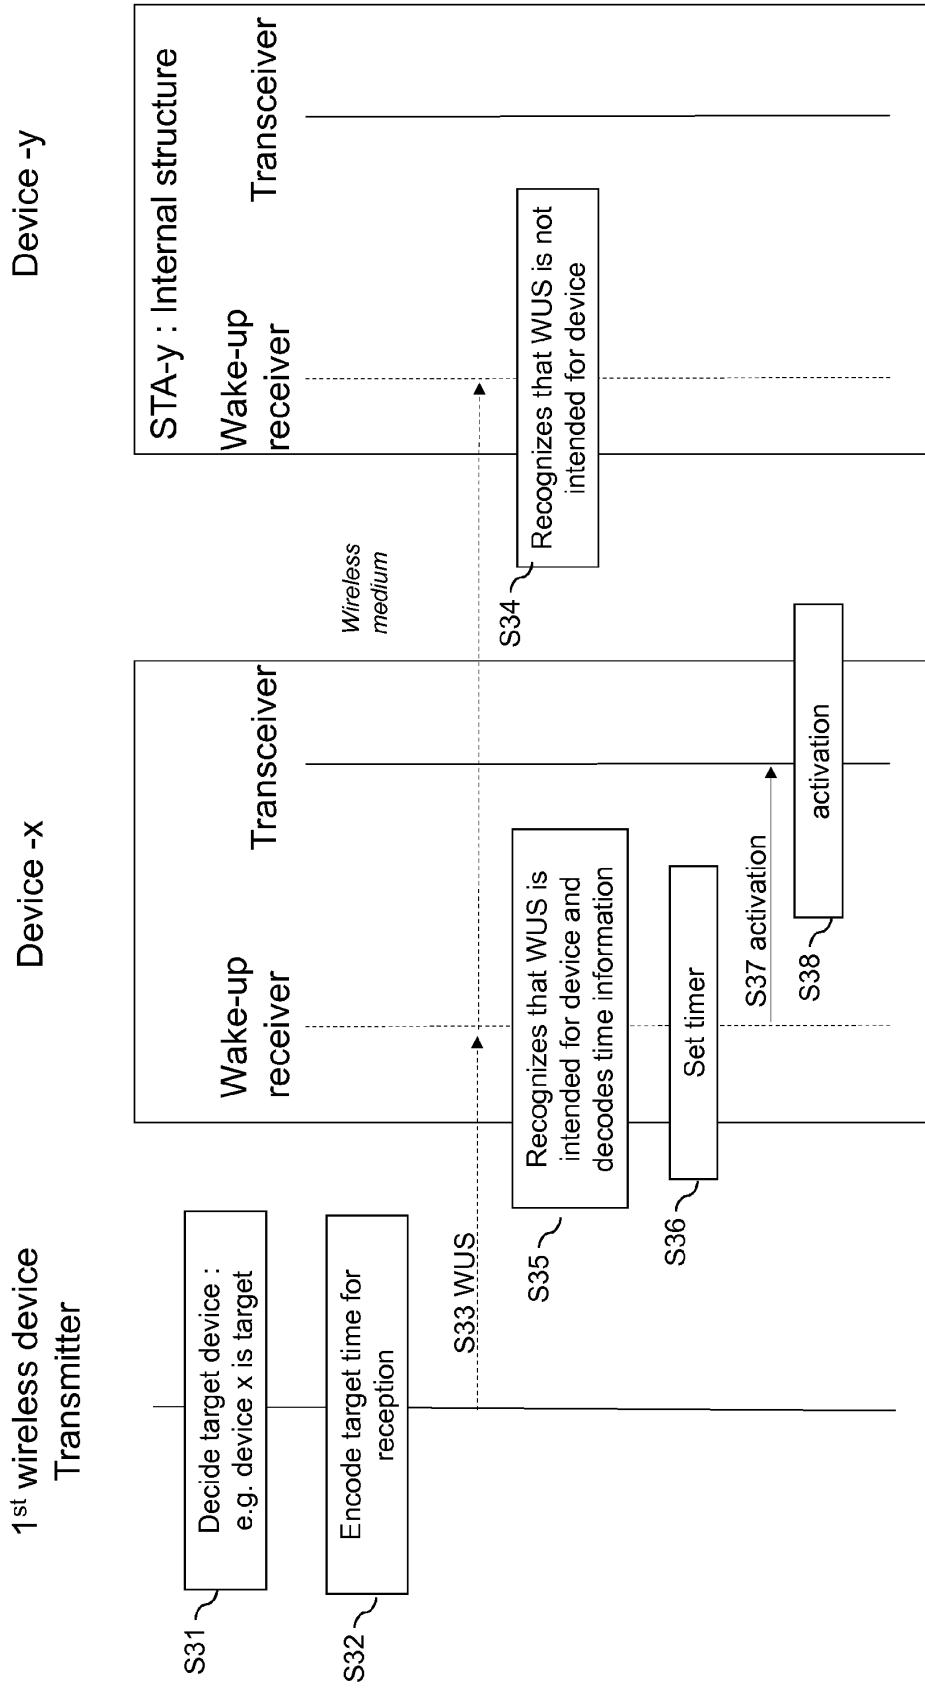 1st wireless device
Transmitter
Device -x
Device -y
STA-y : Internal structure
Wake-up
receiver
Transceiver
Wake-up
receiver
Transceiver
Wireless
medium
S31
Decide target device :
e.g. device x is target
S32
Encode target time for
reception
S33 WUS
S34
Recognizes that WUS is not
intended for device
S35
Recognizes that WUS is
intended for device and
decodes time information
S36
Set timer
S37 activation
S38
activation